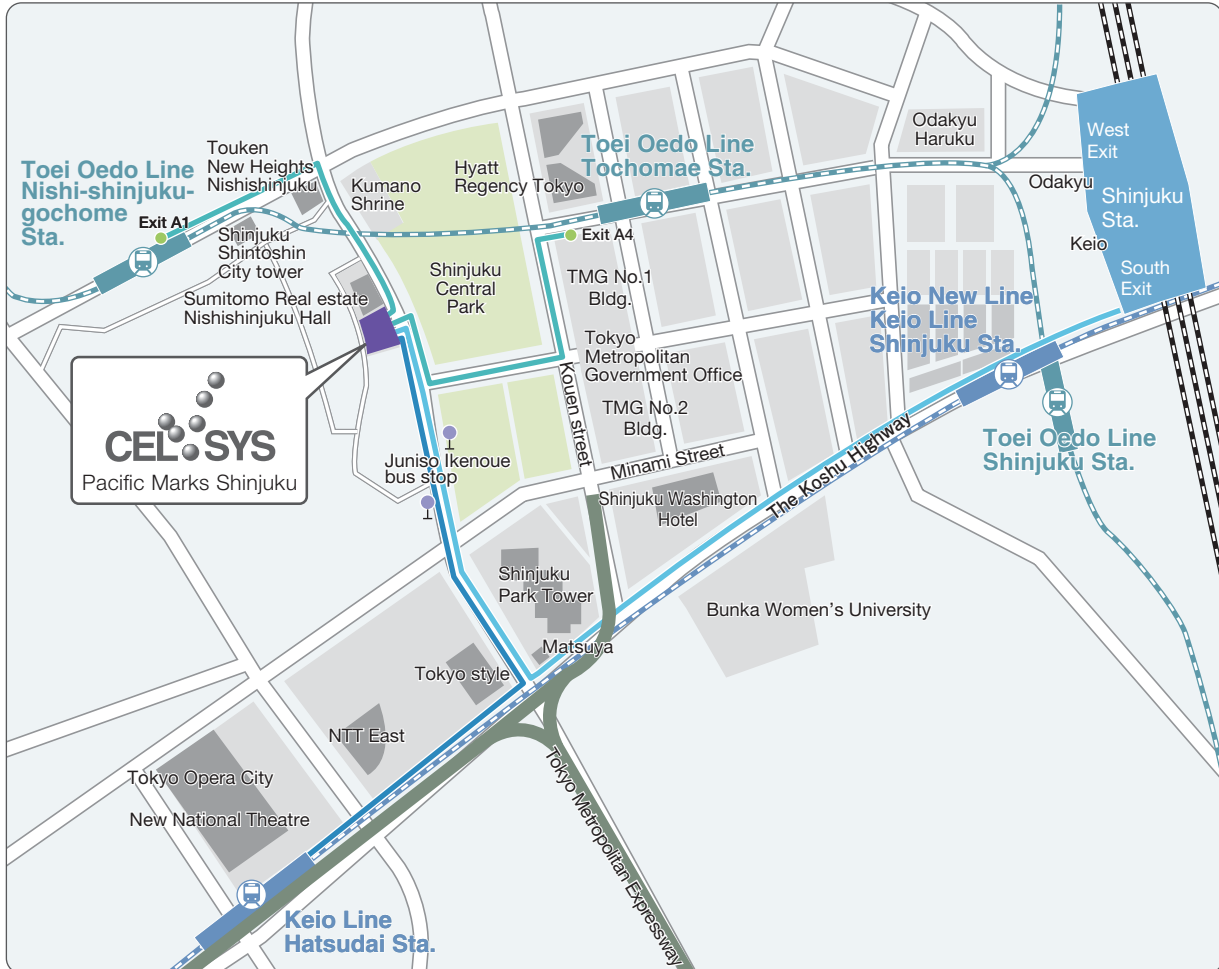 Toei Oedo Line
Nishi-shinjuku-
gochome
Sta.
Exit A1
Touken
New Heights
Nishishinjuku
Kumano
Shrine
Hyatt
Regency Tokyo
Toei Oedo Line
Tochomae Sta.
Exit A4
Odakyu
Haruku
West
Exit
Odakyu
Shinjuku
Sta.
Keio
South
Exit
Shinjuku
Shintoshin
City tower
Sumitomo Real estate
Nishishinjuku Hall
Shinjuku
Central
Park
TMG No.1
Bldg.
Tokyo
Metropolitan
Government Office
TMG No.2
Bldg.
Kouen street
Minami Street
Keio New Line
Keio Line
Shinjuku Sta.
Toei Oedo Line
Shinjuku Sta.
The Koshu Highway
CELSYS
Pacific Marks Shinjuku
Juniso Ikenoue
bus stop
Shinjuku Washington
Hotel
Shinjuku
Park Tower
Matsuya
Bunka Women's University
Tokyo style
NTT East
Tokyo Opera City
New National Theatre
Tokyo Metropolitan Expressway
Keio Line
Hatsudai Sta.